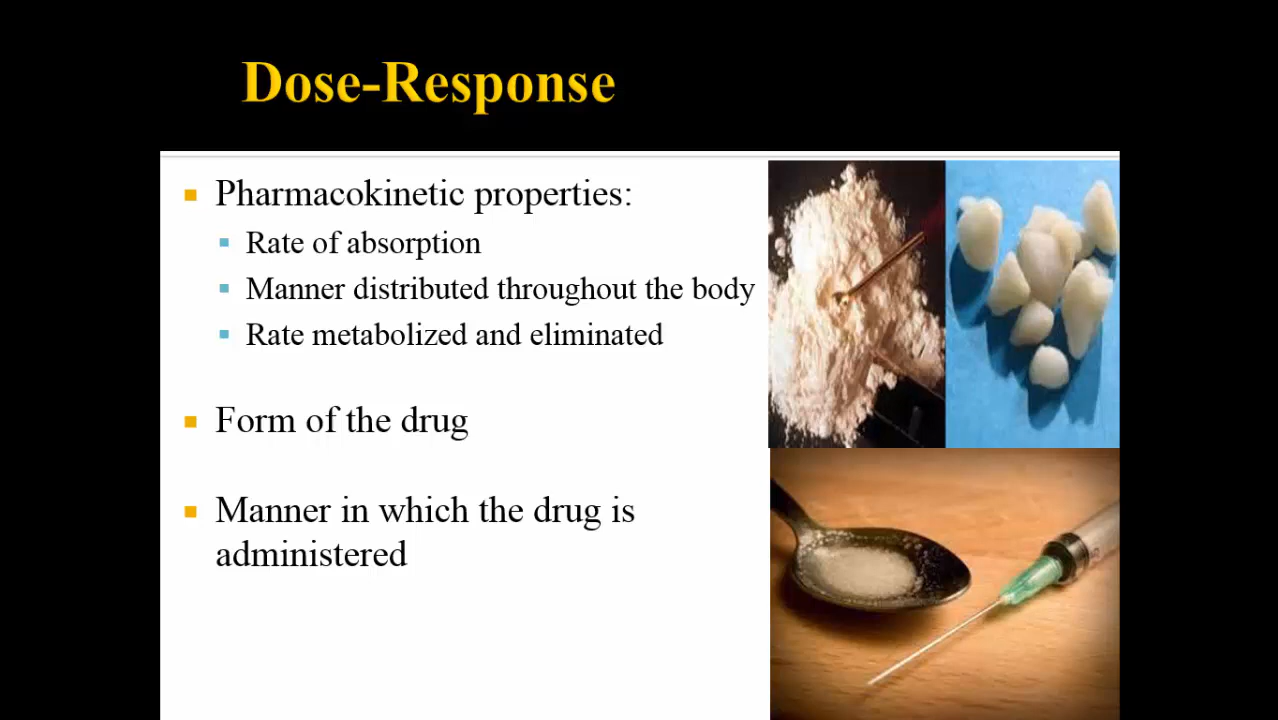 Dose-Response
Pharmacokinetic properties:
Rate of absorption
Manner distributed throughout the body
Rate metabolized and eliminated
Form of the drug
Manner in which the drug is
administered